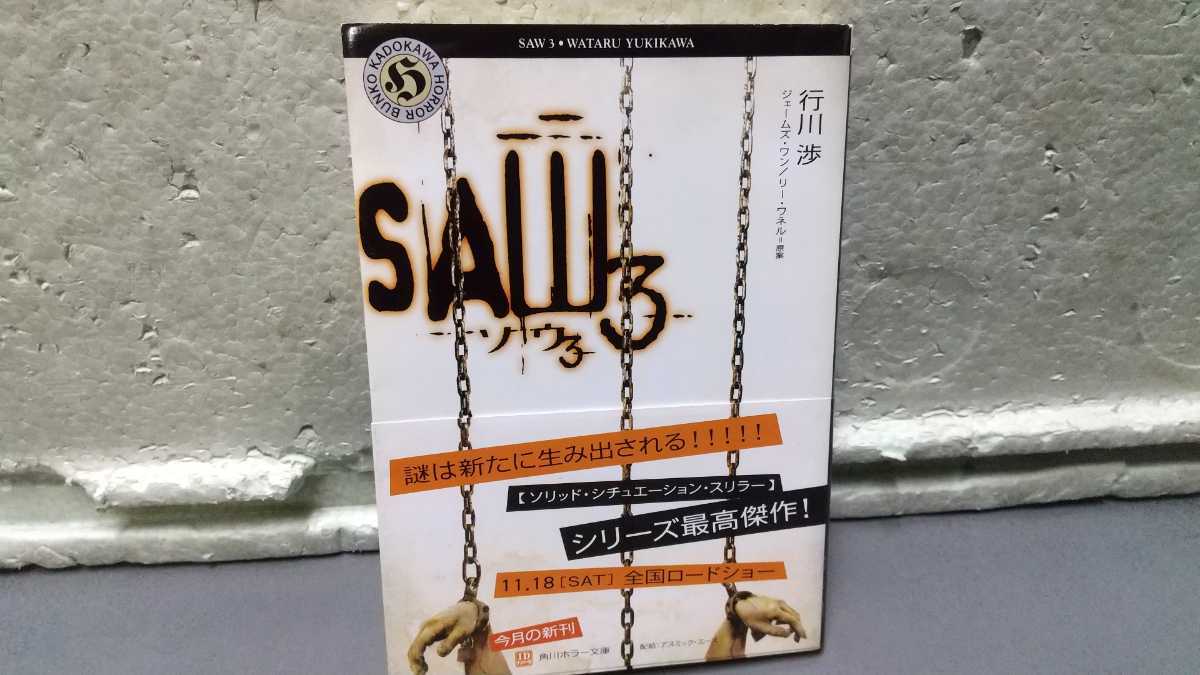 SAW 3 • WATARU YUKIKAWA
KADOKAWA HORROR BUNKO
H
行川 渉
ジェームズ・ワン/リー・ワネル=原案
SAW 3
ソウ3
謎は新たに生み出される!!!!!
【ソリッド・シチュエーション・スリラー】
シリーズ最高傑作!
11.18[SAT] 全国ロードショー
今月の新刊
角川ホラー文庫
配給:アスミック・エース